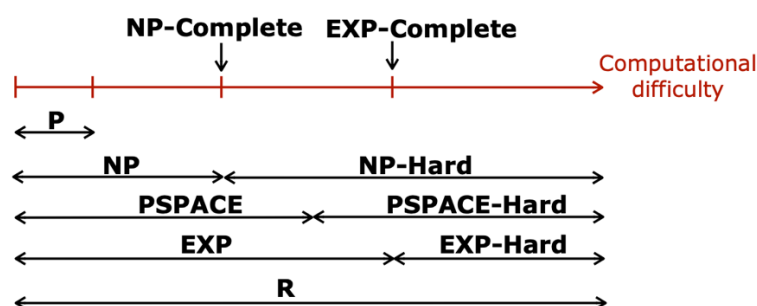 NP-Complete EXP-Complete
Computational
difficulty
P
NP NP-Hard
PSPACE PSPACE-Hard
EXP EXP-Hard
R